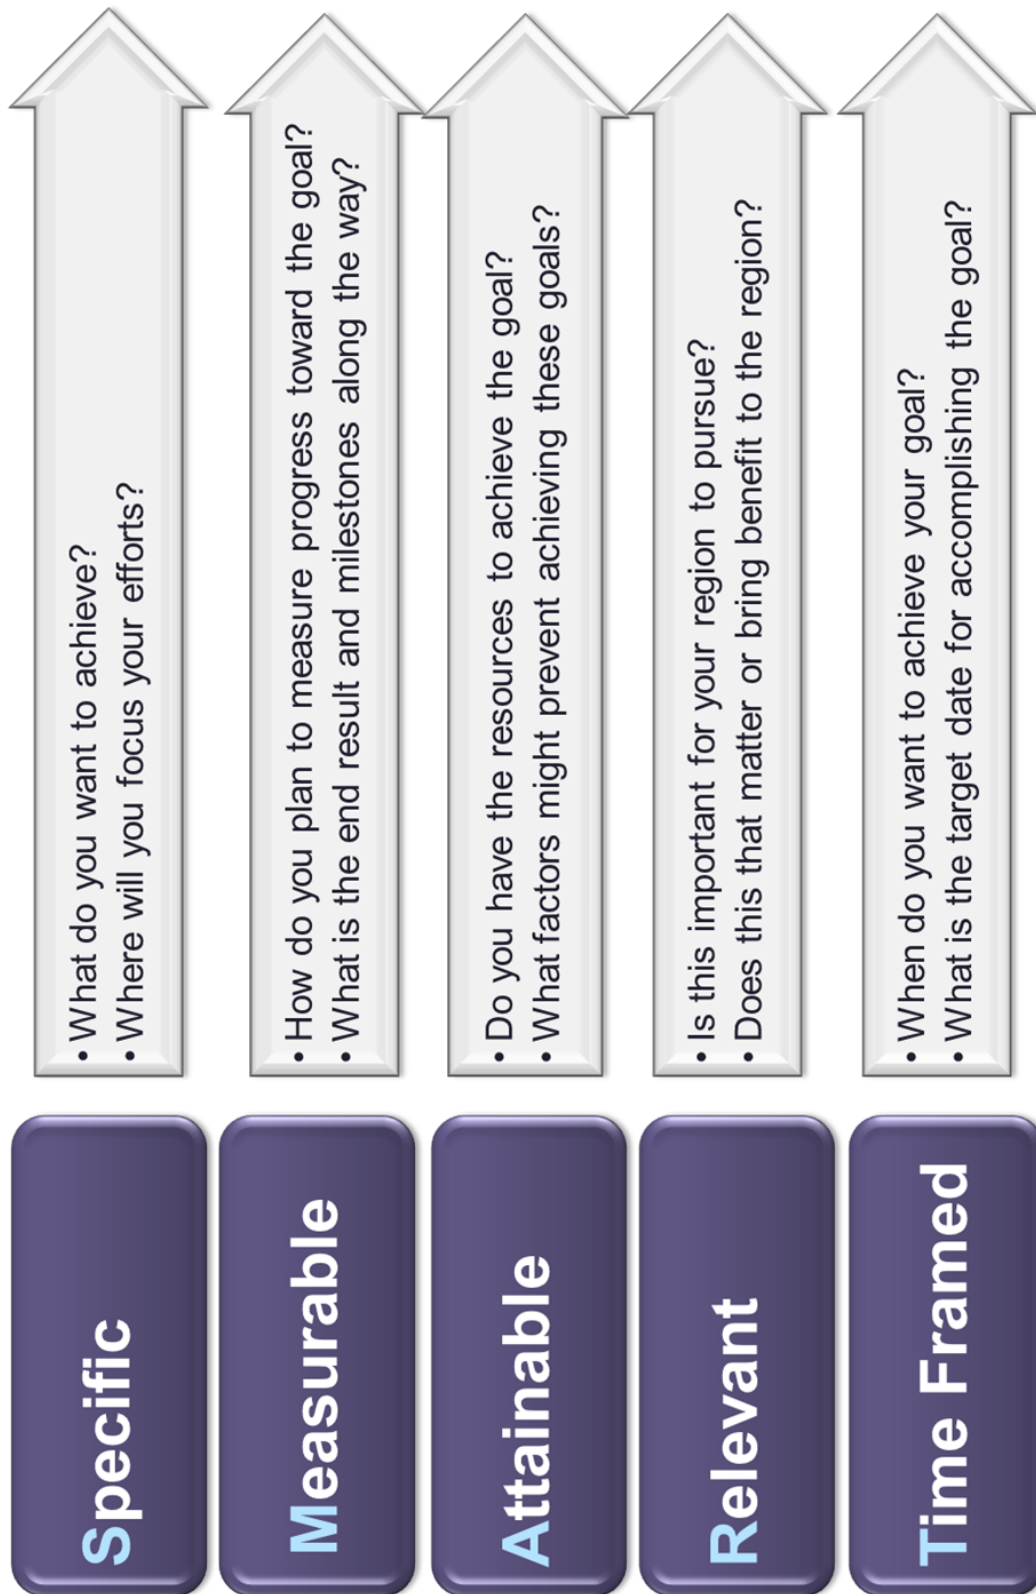 Specific
• What do you want to achieve?
• Where will you focus your efforts?
Measurable
• How do you plan to measure progress toward the goal?
• What is the end result and milestones along the way?
Attainable
• Do you have the resources to achieve the goal?
• What factors might prevent achieving these goals?
Relevant
• Is this important for your region to pursue?
• Does this that matter or bring benefit to the region?
Time Framed
• When do you want to achieve your goal?
• What is the target date for accomplishing the goal?